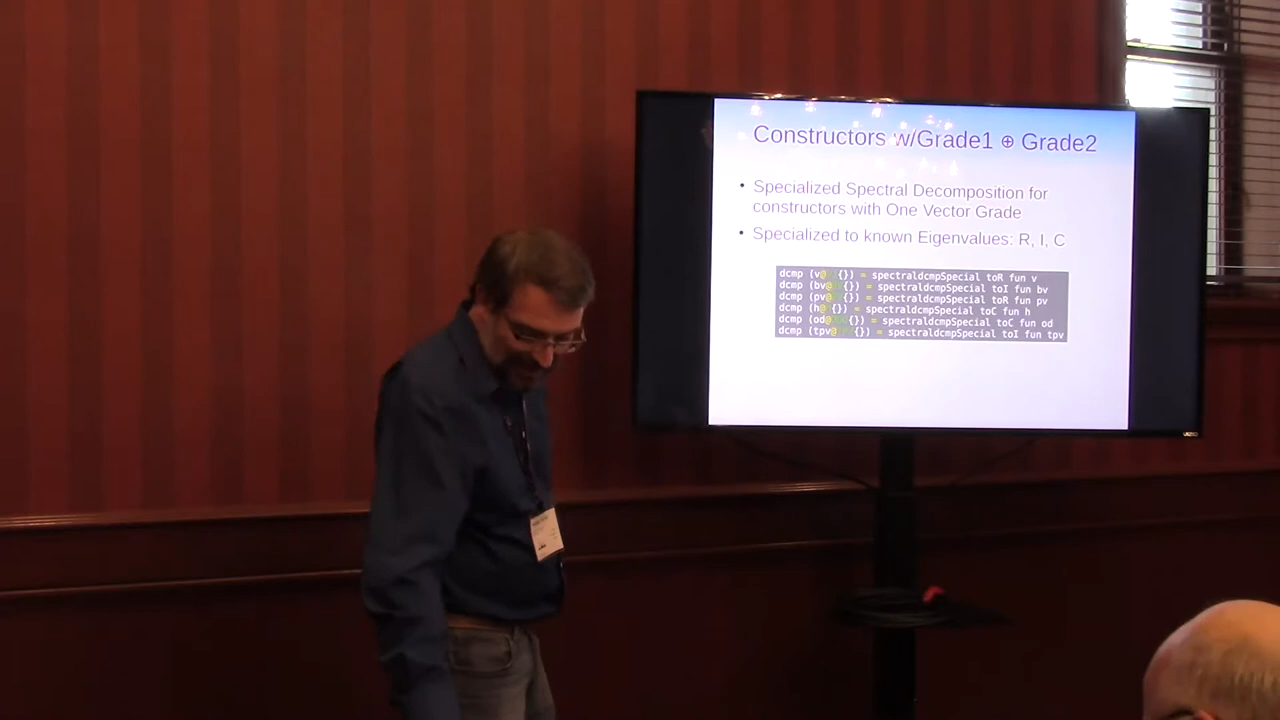 Constructors w/Grade1 ⊕ Grade2
• Specialized Spectral Decomposition for
constructors with One Vector Grade
• Specialized to known Eigenvalues: R, I, C
dcmp (v@ {}) = spectraldcmpSpecial toR fun v
dcmp (bv@ {}) = spectraldcmpSpecial toI fun bv
dcmp (pv@ {}) = spectraldcmpSpecial toR fun pv
dcmp (h@ {}) = spectraldcmpSpecial toC fun h
dcmp (od@ {}) = spectraldcmpSpecial toC fun od
dcmp (tpv@ {}) = spectraldcmpSpecial toI fun tpv
VIZIO